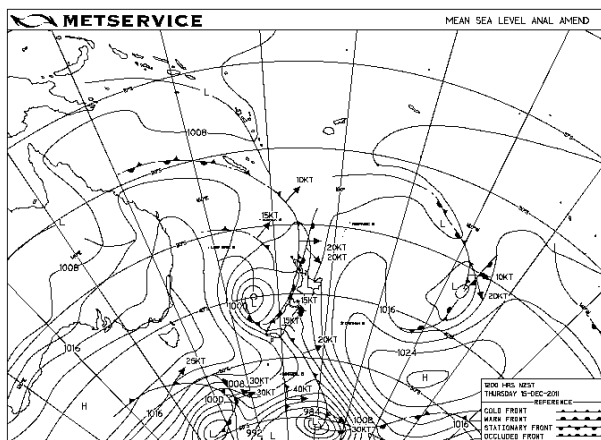 METSERVICE
MEAN SEA LEVEL ANAL AMEND
L
1008
10KT
15KT
L
20KT
20KT
L
1008
10KT
L
20KT
1000
L
15KT
15KT
1016
1016
20KT
1024
25KT
H
1008
30KT
30KT
40KT
1000
H
1016
984
1008
30KT
992
L
L
1016
1200 HRS NZST
THURSDAY 15-DEC-2011
REFERENCE
COLD FRONT
WARM FRONT
STATIONARY FRONT
OCCLUDED FRONT